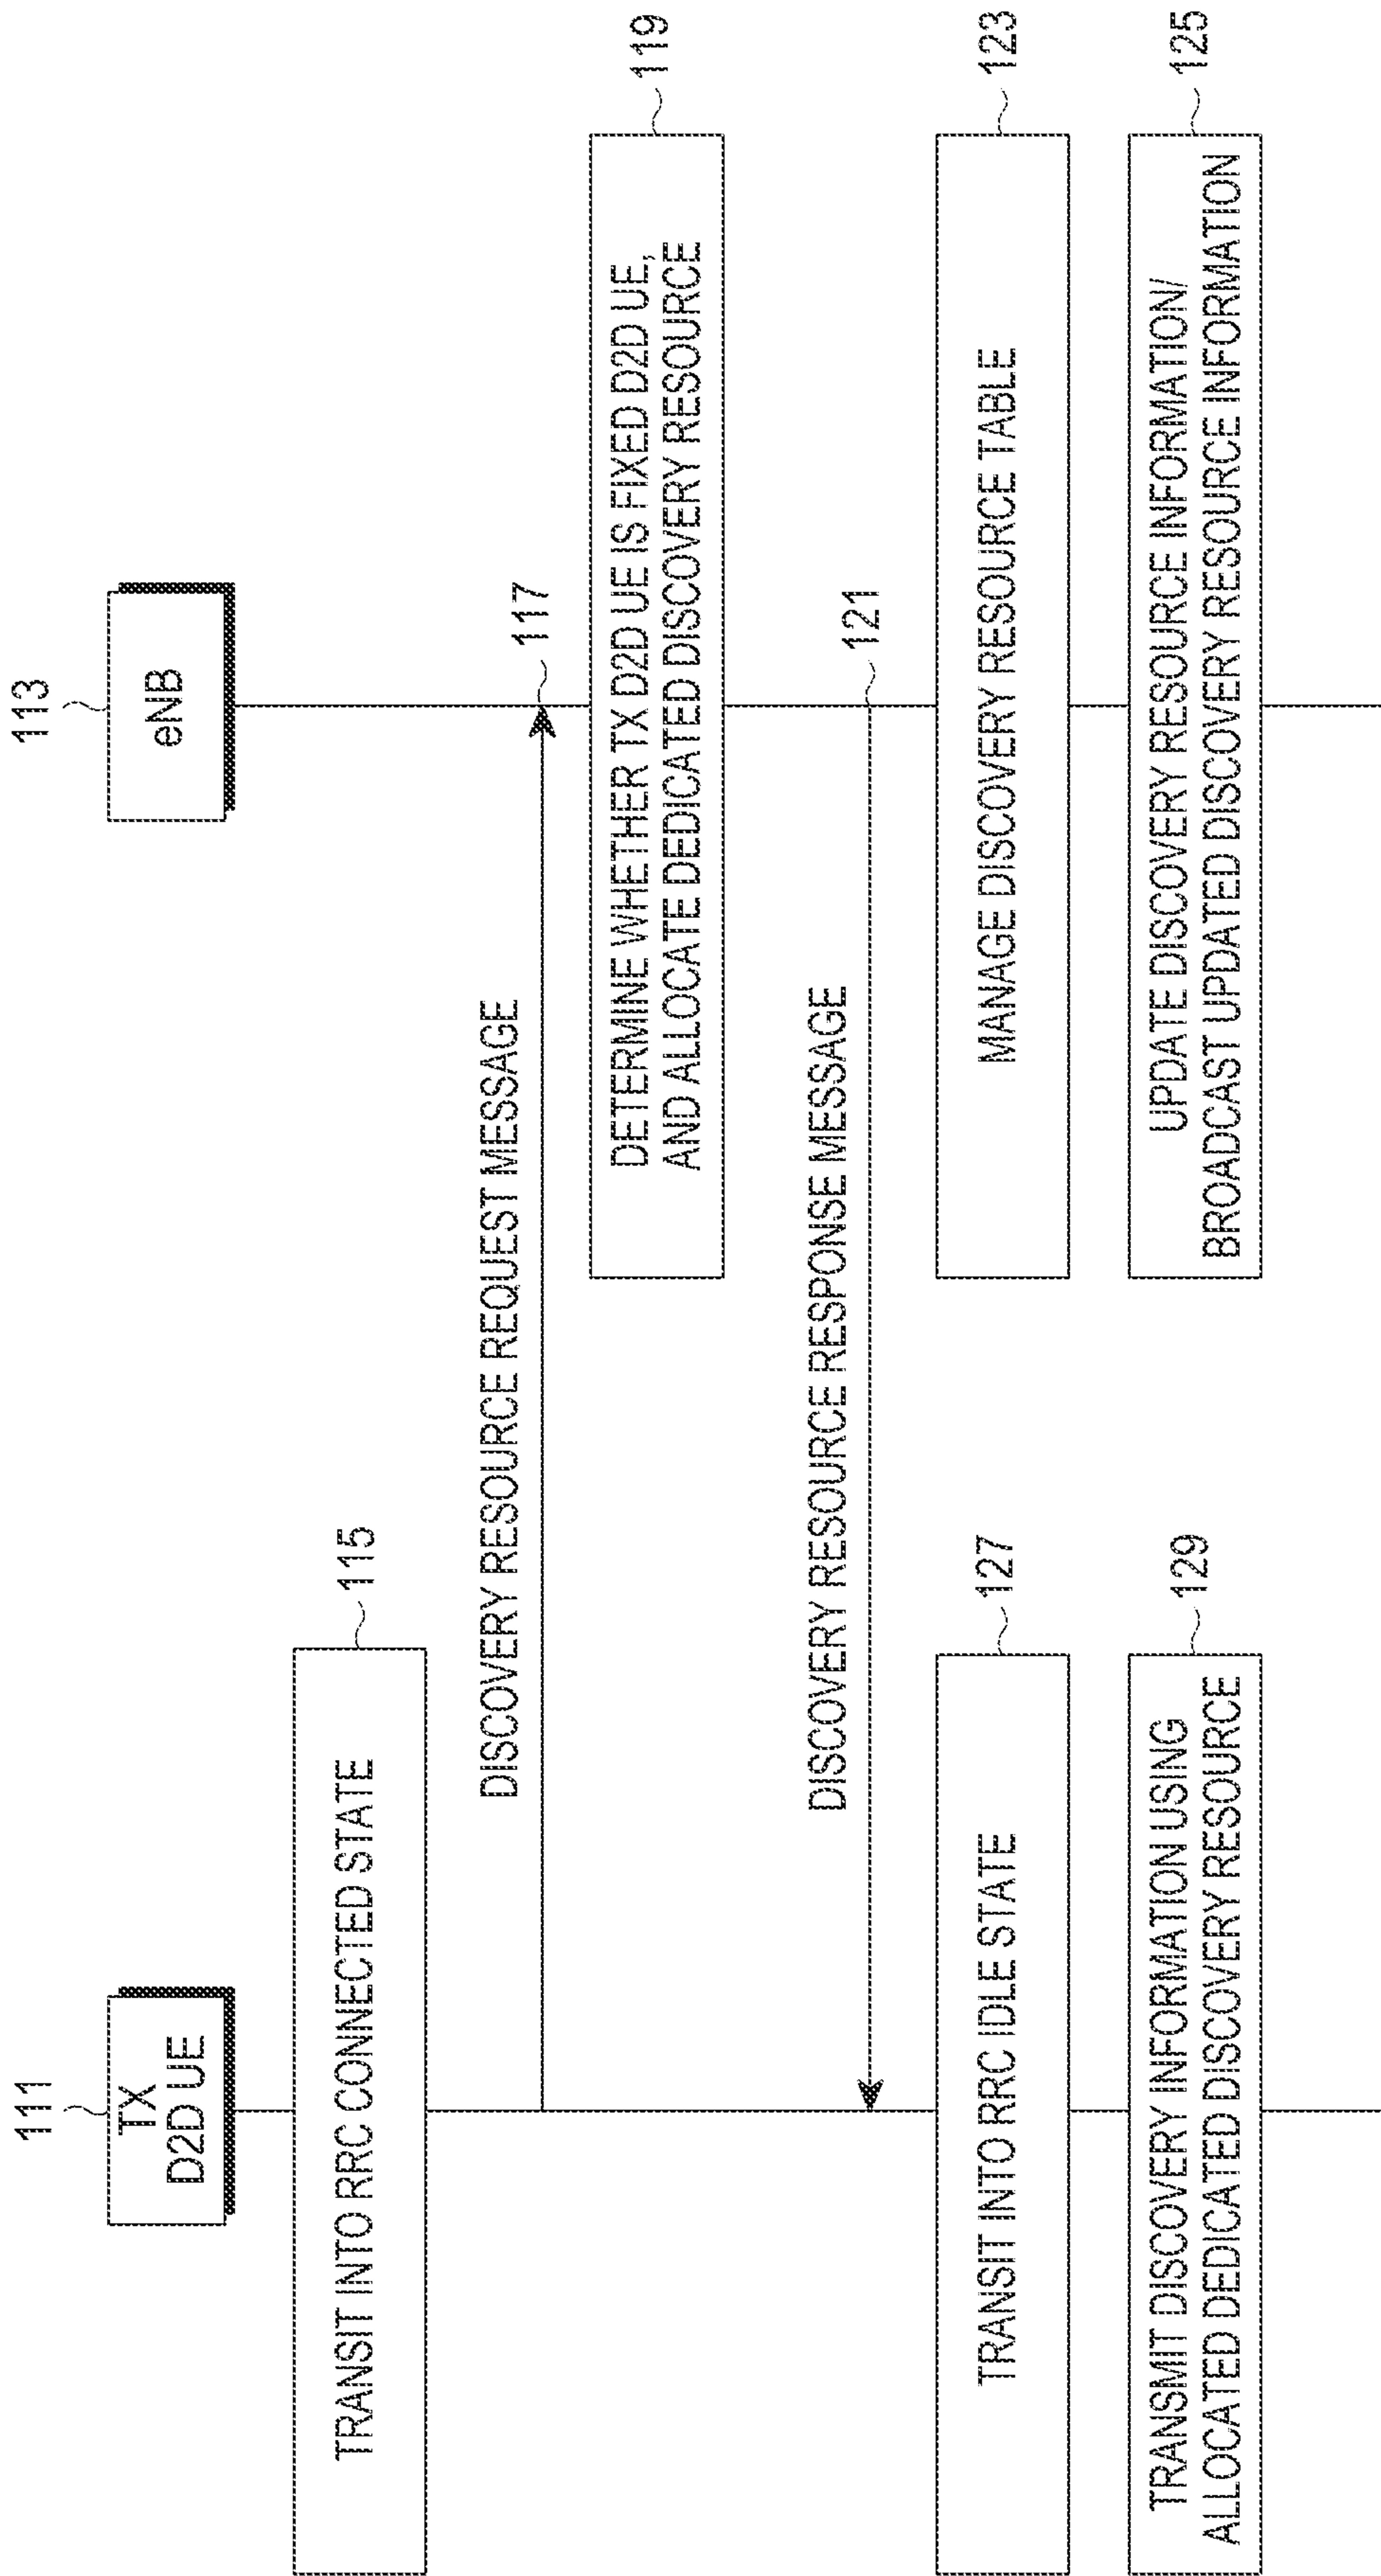 111
TX
D2D UE
113
eNB
TRANSIT INTO RRC CONNECTED STATE
115
DISCOVERY RESOURCE REQUEST MESSAGE
117
DETERMINE WHETHER TX D2D UE IS FIXED D2D UE,
AND ALLOCATE DEDICATED DISCOVERY RESOURCE
119
DISCOVERY RESOURCE RESPONSE MESSAGE
121
TRANSIT INTO RRC IDLE STATE
127
MANAGE DISCOVERY RESOURCE TABLE
123
TRANSMIT DISCOVERY INFORMATION USING
ALLOCATED DEDICATED DISCOVERY RESOURCE
129
UPDATE DISCOVERY RESOURCE INFORMATION/
BROADCAST UPDATED DISCOVERY RESOURCE INFORMATION
125